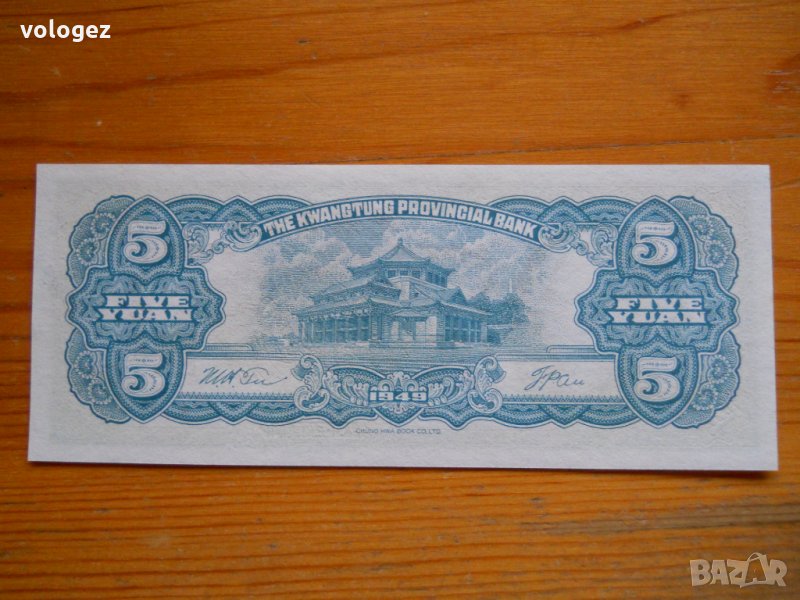 vologez
THE KWANGTUNG PROVINCIAL BANK
5 5
FIVE YUAN FIVE YUAN
5 5
1949
CHUNG HWA BOOK CO., LTD.
BAZAR